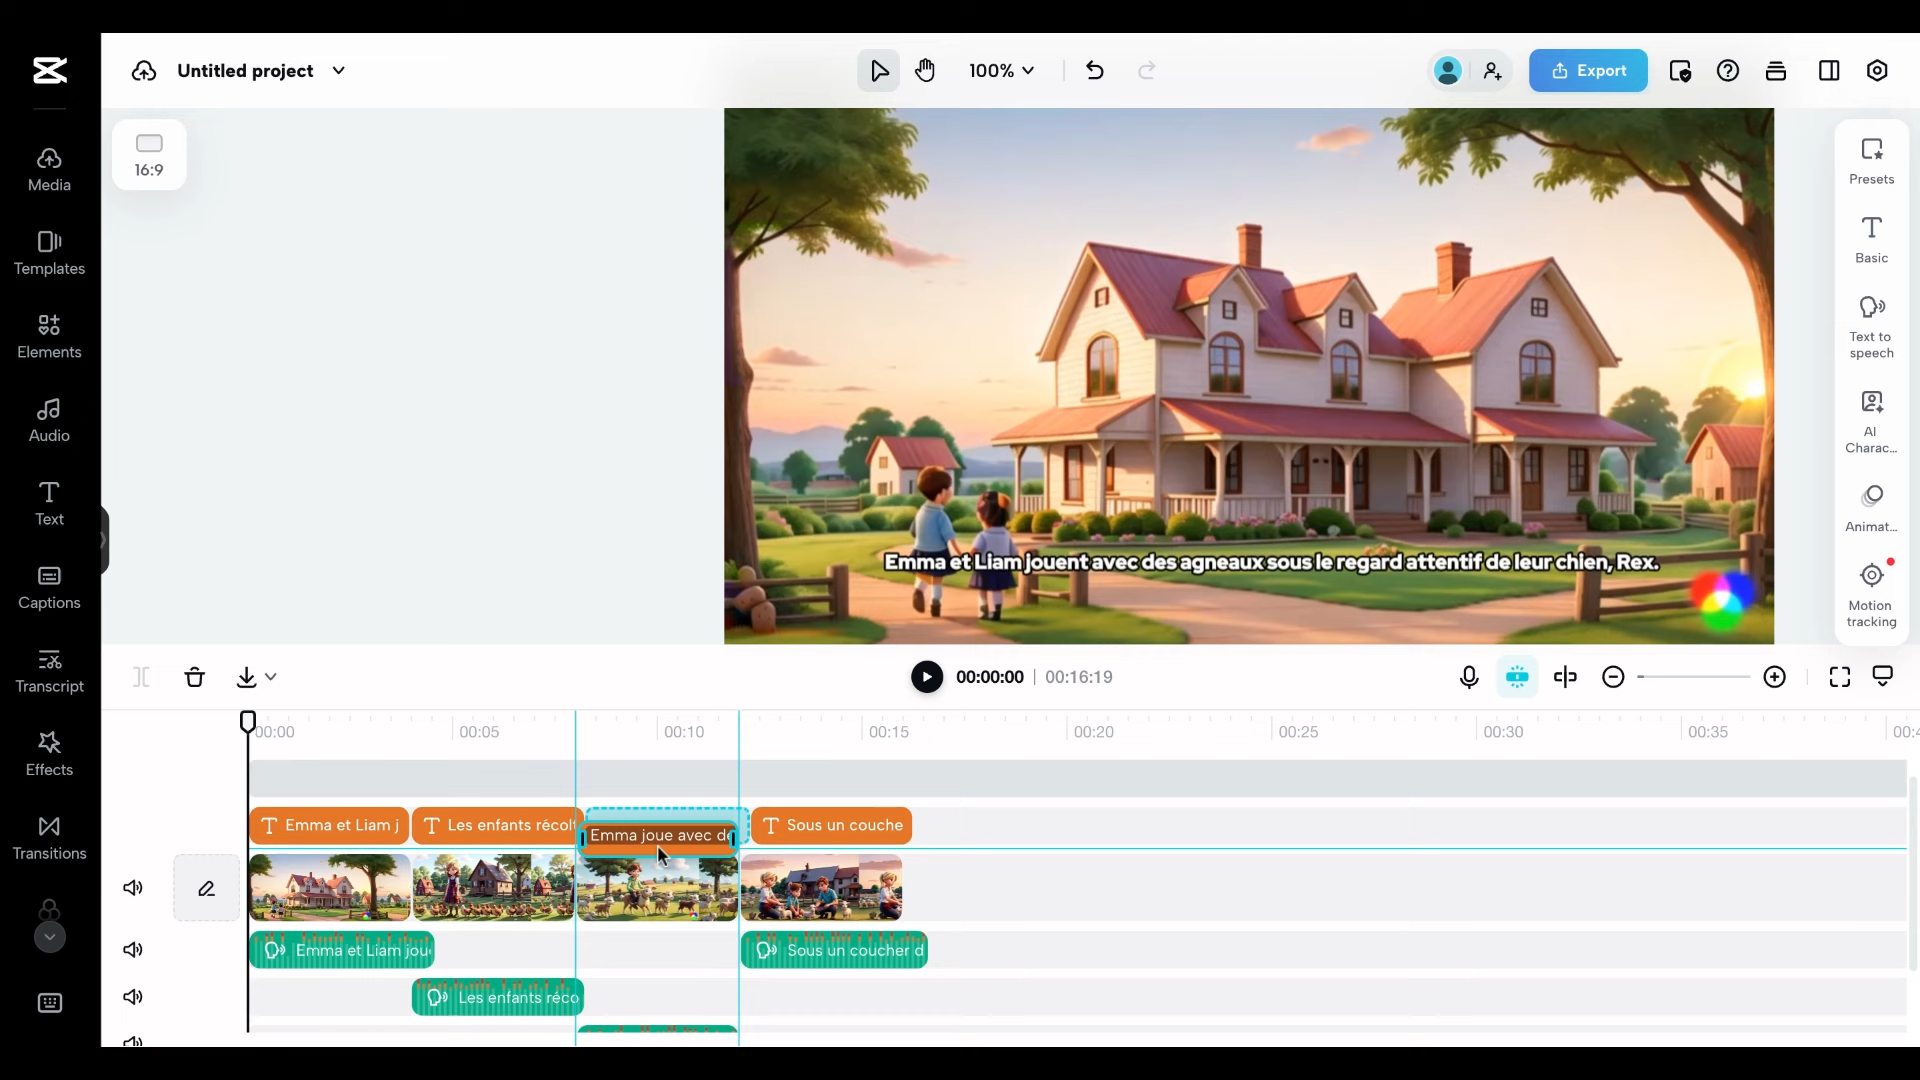 Untitled project
100%
Export
16:9
Media
Templates
Elements
Audio
Text
Captions
Transcript
Effects
Transitions
Presets
Basic
Text to
speech
AI
Charac...
Animat...
Motion
tracking
Emma et Liam jouent avec des agneaux sous le regard attentif de leur chien, Rex.
00:00:00 | 00:16:19
00:00
00:05
00:10
00:15
00:20
00:25
00:30
00:35
00:4
Emma et Liam j
Les enfants récolt
Emma joue avec de
Sous un couche
Emma et Liam jou
Sous un coucher d
Les enfants réco